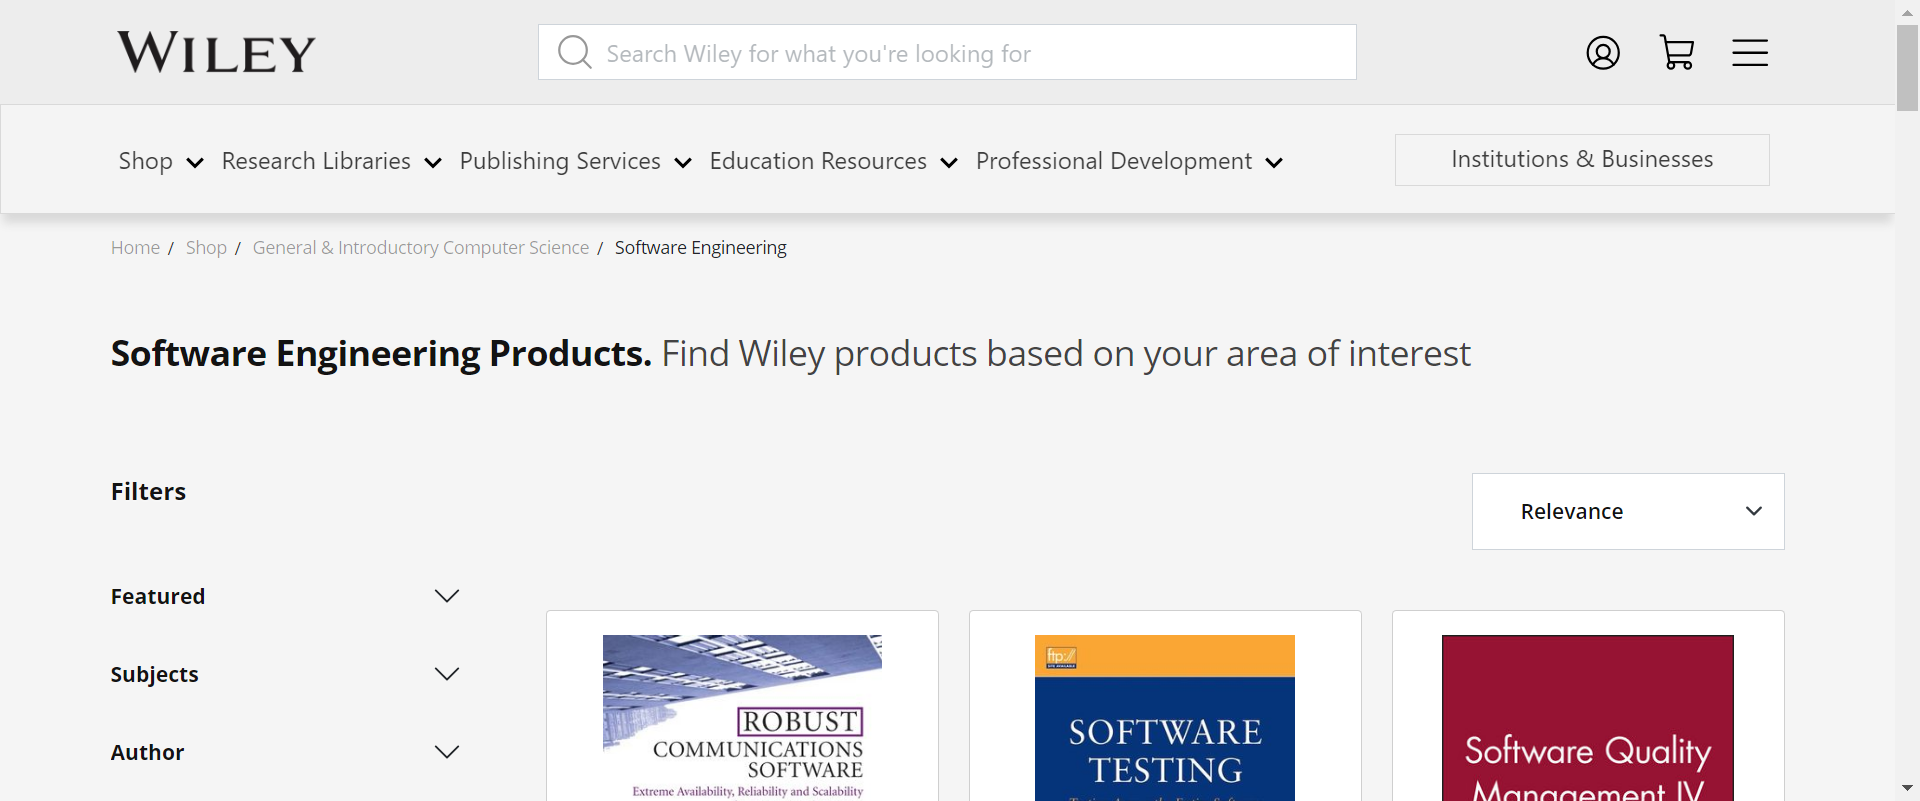 WILEY
Search Wiley for what you're looking for
Shop Research Libraries Publishing Services Education Resources Professional Development
Institutions & Businesses
Home / Shop / General & Introductory Computer Science / Software Engineering
Software Engineering Products. Find Wiley products based on your area of interest
Filters
Relevance
Featured
Subjects
Author
ROBUST
COMMUNICATIONS
SOFTWARE
Extreme Availability, Reliability and Scalability
ftp://
SOFTWARE
TESTING
Software Quality
Management IV